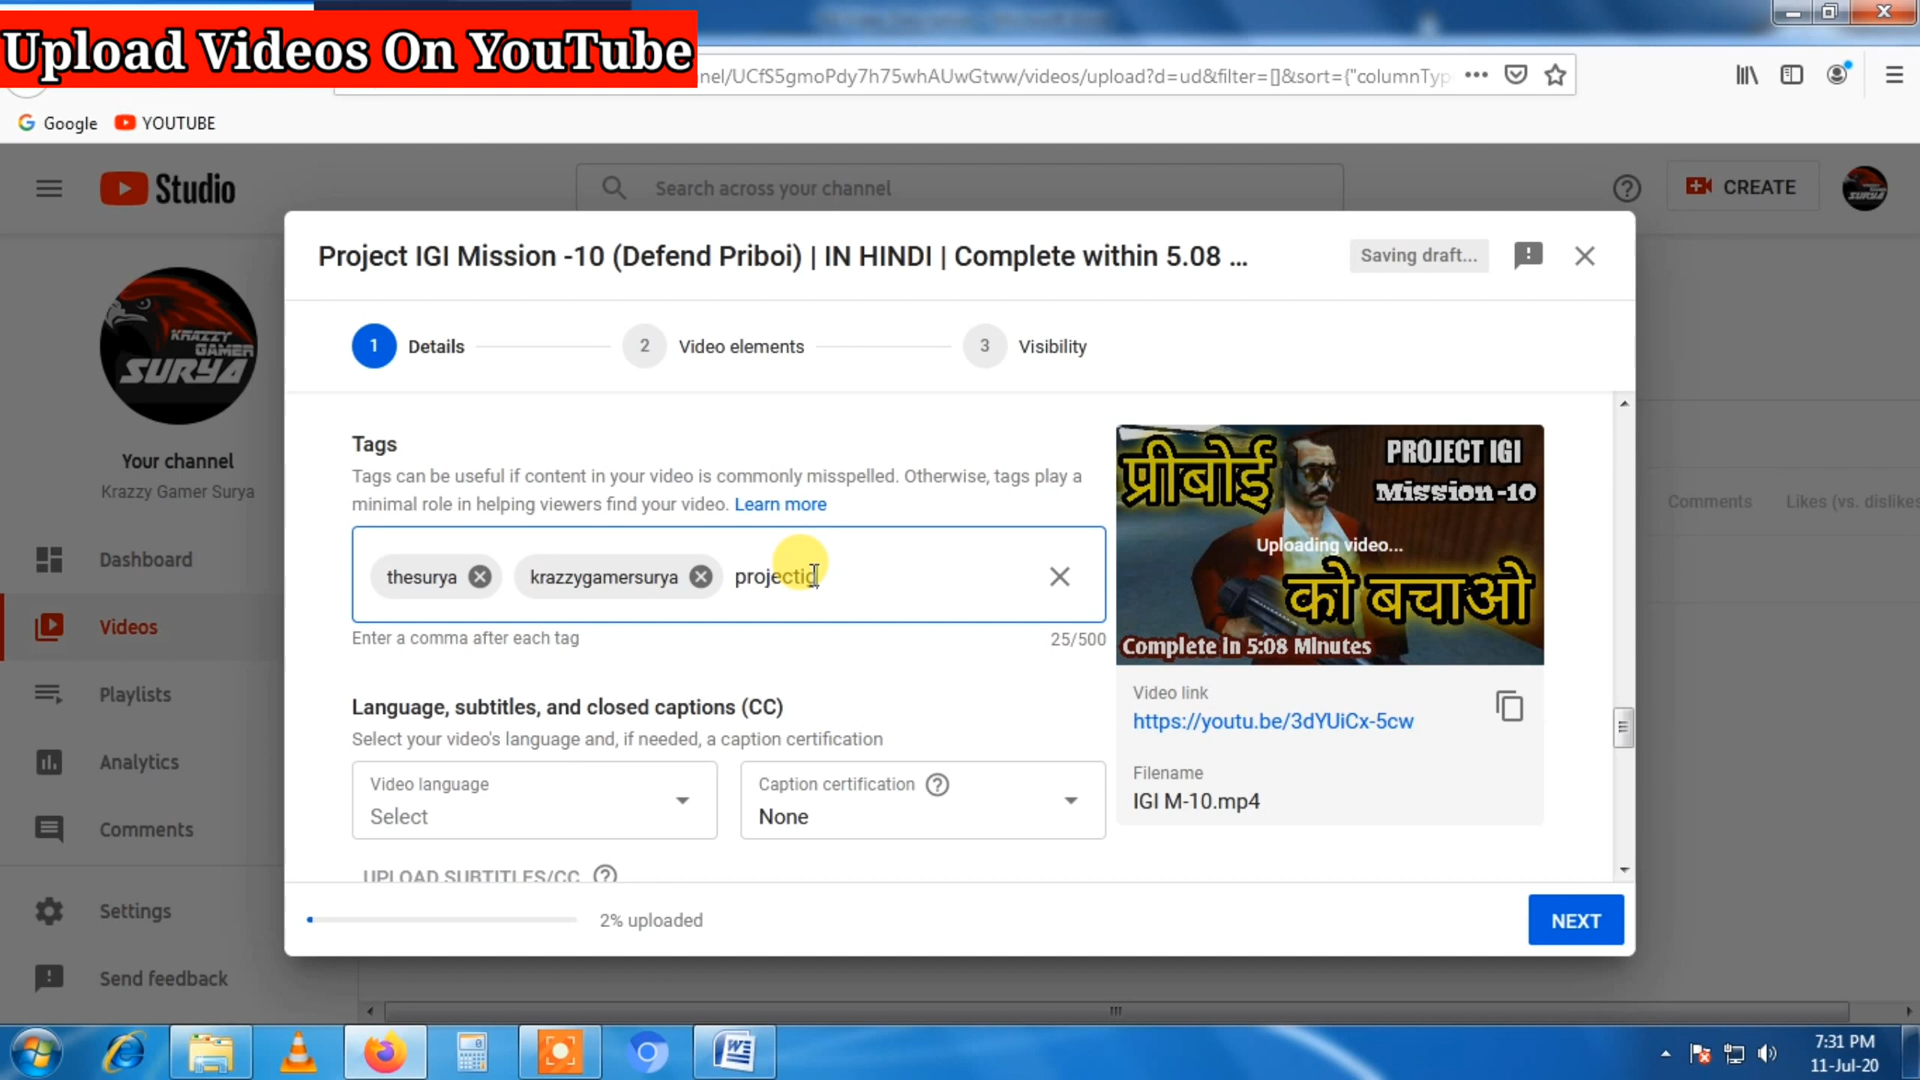 Upload Videos On YouTube
nel/UCfS5gmoPdy7h75whAUwGtww/videos/upload?d=ud&filter=[]&sort={"columnTyp
Google
YOUTUBE
Studio
Search across your channel
CREATE
Project IGI Mission -10 (Defend Priboi) | IN HINDI | Complete within 5.08 ...
Saving draft...
1 Details
2 Video elements
3 Visibility
KRAZZY
GAMER
SURYA
Your channel
Krazzy Gamer Surya
Dashboard
Videos
Playlists
Analytics
Comments
Settings
Send feedback
Tags
Tags can be useful if content in your video is commonly misspelled. Otherwise, tags play a
minimal role in helping viewers find your video. Learn more
thesurya
krazzygamersurya
projectig
Enter a comma after each tag
25/500
Language, subtitles, and closed captions (CC)
Select your video's language and, if needed, a caption certification
Video language
Select
Caption certification
None
UPLOAD SUBTITLES/CC
प्रीबोई
PROJECT IGI
Mission -10
Uploading video...
को बचाओ
Complete in 5:08 Minutes
Video link
https://youtu.be/3dYUiCx-5cw
Filename
IGI M-10.mp4
Comments
Likes (vs. dislikes
2% uploaded
NEXT
7:31 PM
11-Jul-20